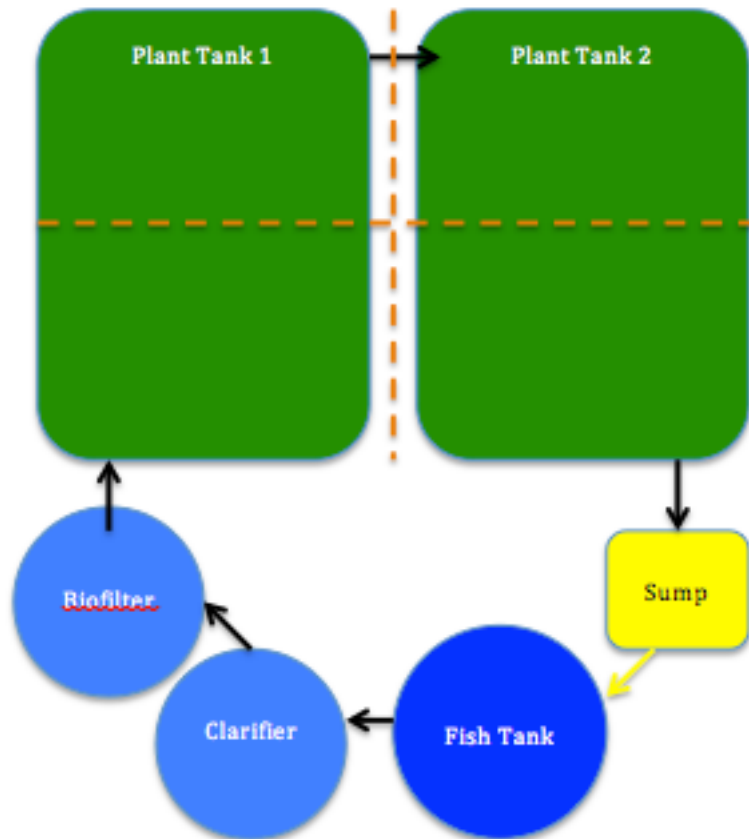 Plant Tank 1
Plant Tank 2
Biofilter
Sump
Clarifier
Fish Tank